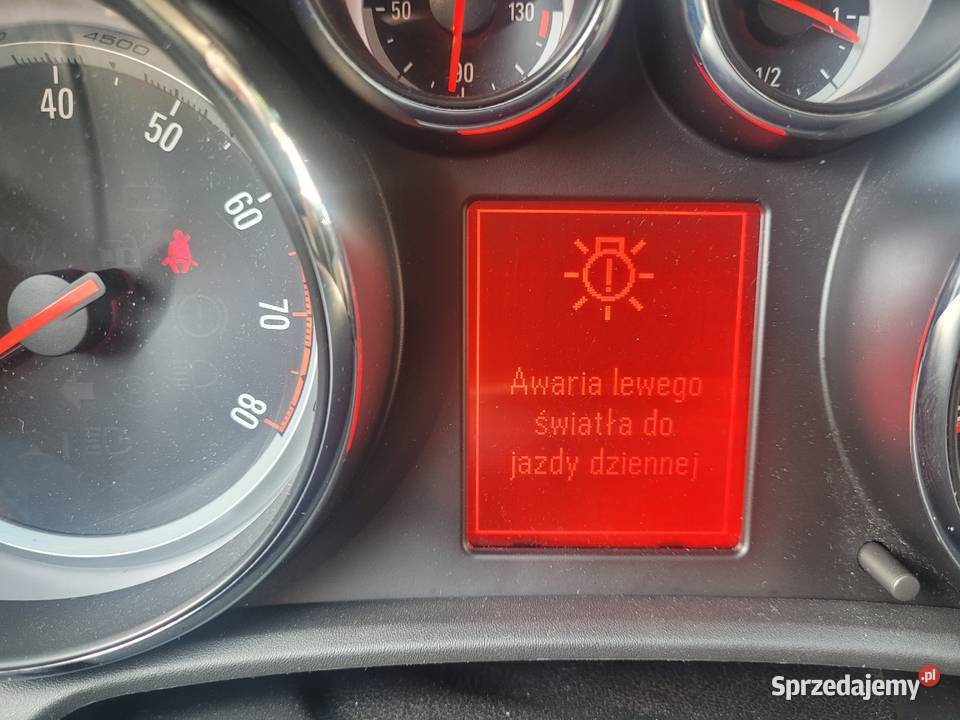 4500
40
50
60
70
80
50
90
130
1/2
1
Awaria lewego
światła do
jazdy dziennej
Sprzedajemy.pl